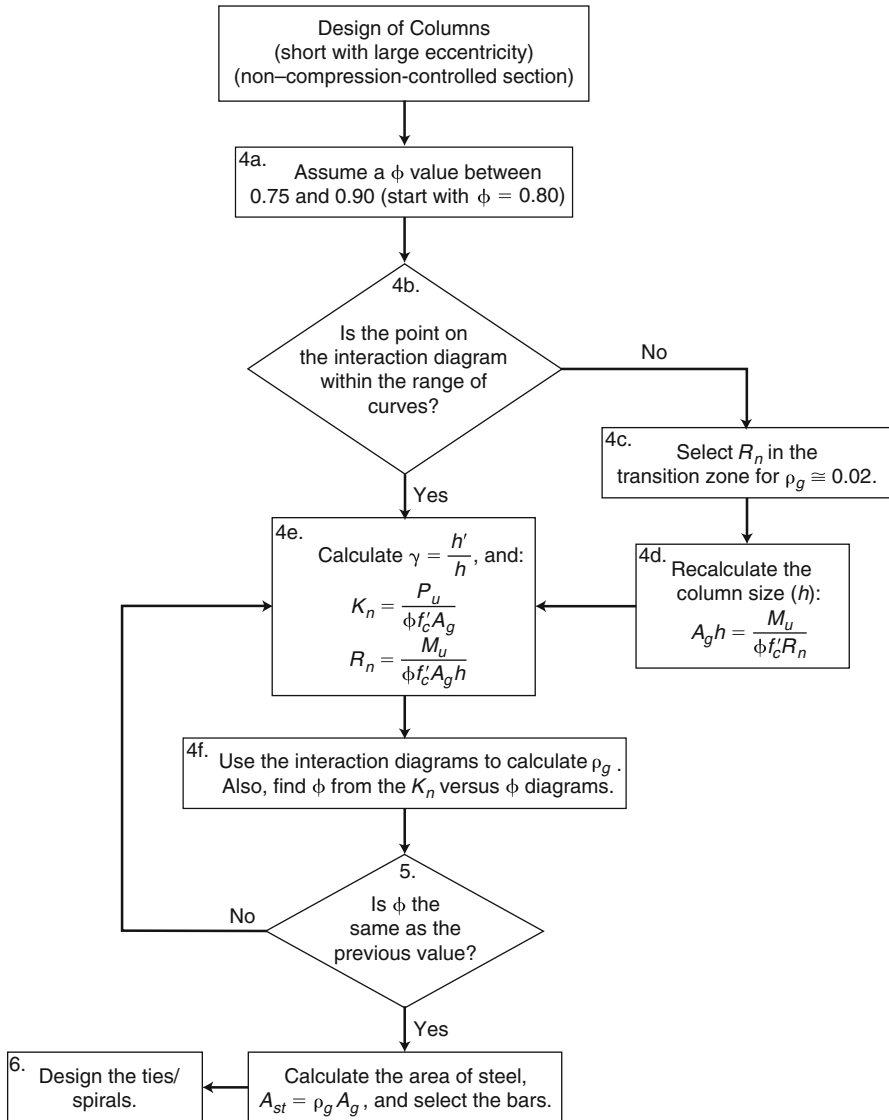 Design of Columns
(short with large eccentricity)
(non–compression-controlled section)
4a.
Assume a ϕ value between
0.75 and 0.90 (start with ϕ = 0.80)
4b.
Is the point on
the interaction diagram
within the range of
curves?
No
4c.
Select Rₙ in the
transition zone for ρg ≅ 0.02.
Yes
4e.
Calculate γ = h′/h, and:
Kₙ = Pᵤ/ϕf′cAg
Rₙ = Mᵤ/ϕf′cAgh
4d.
Recalculate the
column size (h):
Agh = Mᵤ/ϕf′cRₙ
4f.
Use the interaction diagrams to calculate ρg .
Also, find ϕ from the Kₙ versus ϕ diagrams.
5.
Is ϕ the
same as the
previous value?
No
Yes
Calculate the area of steel,
Ast = ρg Ag , and select the bars.
6.
Design the ties/
spirals.